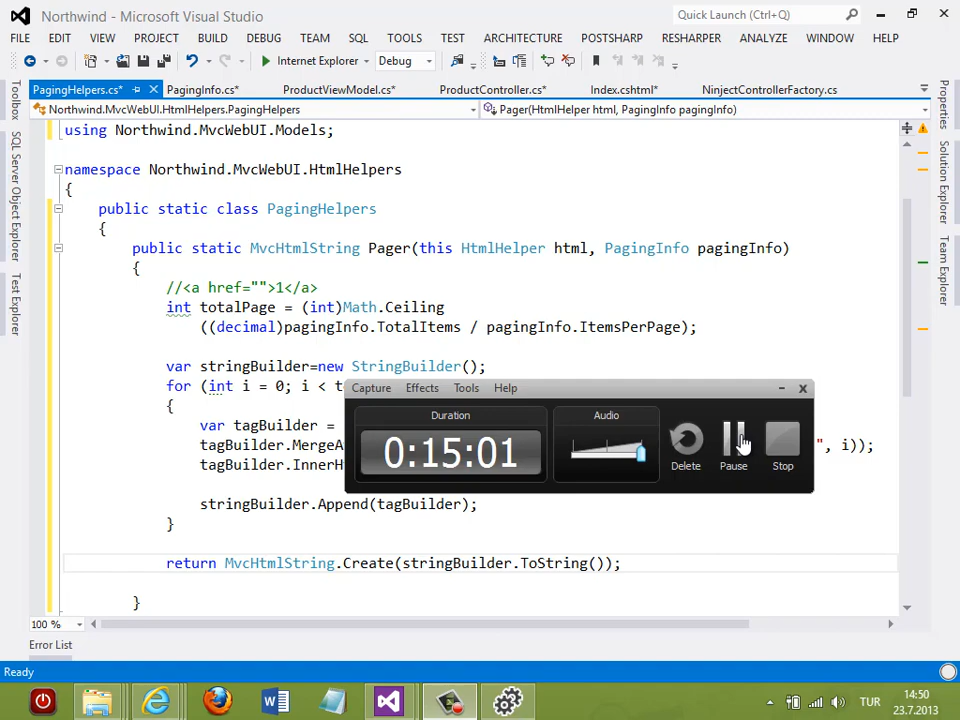 Northwind - Microsoft Visual Studio
Quick Launch (Ctrl+Q)
FILE EDIT VIEW PROJECT BUILD DEBUG TEAM SQL TOOLS TEST ARCHITECTURE POSTSHARP RESHARPER ANALYZE WINDOW HELP
Internet Explorer Debug
PagingHelpers.cs* PagingInfo.cs* ProductViewModel.cs* ProductController.cs* Index.cshtml* NinjectControllerFactory.cs
Northwind.MvcWebUI.HtmlHelpers.PagingHelpers
Pager(HtmlHelper html, PagingInfo pagingInfo)
Toolbox
SQL Server Object Explorer
Test Explorer
using Northwind.MvcWebUI.Models;
namespace Northwind.MvcWebUI.HtmlHelpers
{
public static class PagingHelpers
{
public static MvcHtmlString Pager(this HtmlHelper html, PagingInfo pagingInfo)
{
//<a href="">1</a>
int totalPage = (int)Math.Ceiling
((decimal)pagingInfo.TotalItems / pagingInfo.ItemsPerPage);
var stringBuilder=new StringBuilder();
for (int i = 0; i < t
{
var tagBuilder =
tagBuilder.MergeA
", i));
tagBuilder.InnerH
stringBuilder.Append(tagBuilder);
}
return MvcHtmlString.Create(stringBuilder.ToString());
}
Capture Effects Tools Help
Duration
0:15:01
Audio
Delete
Pause
Stop
Properties
Solution Explorer
Team Explorer
100 %
Error List
Ready
TUR
14:50
23.7.2013